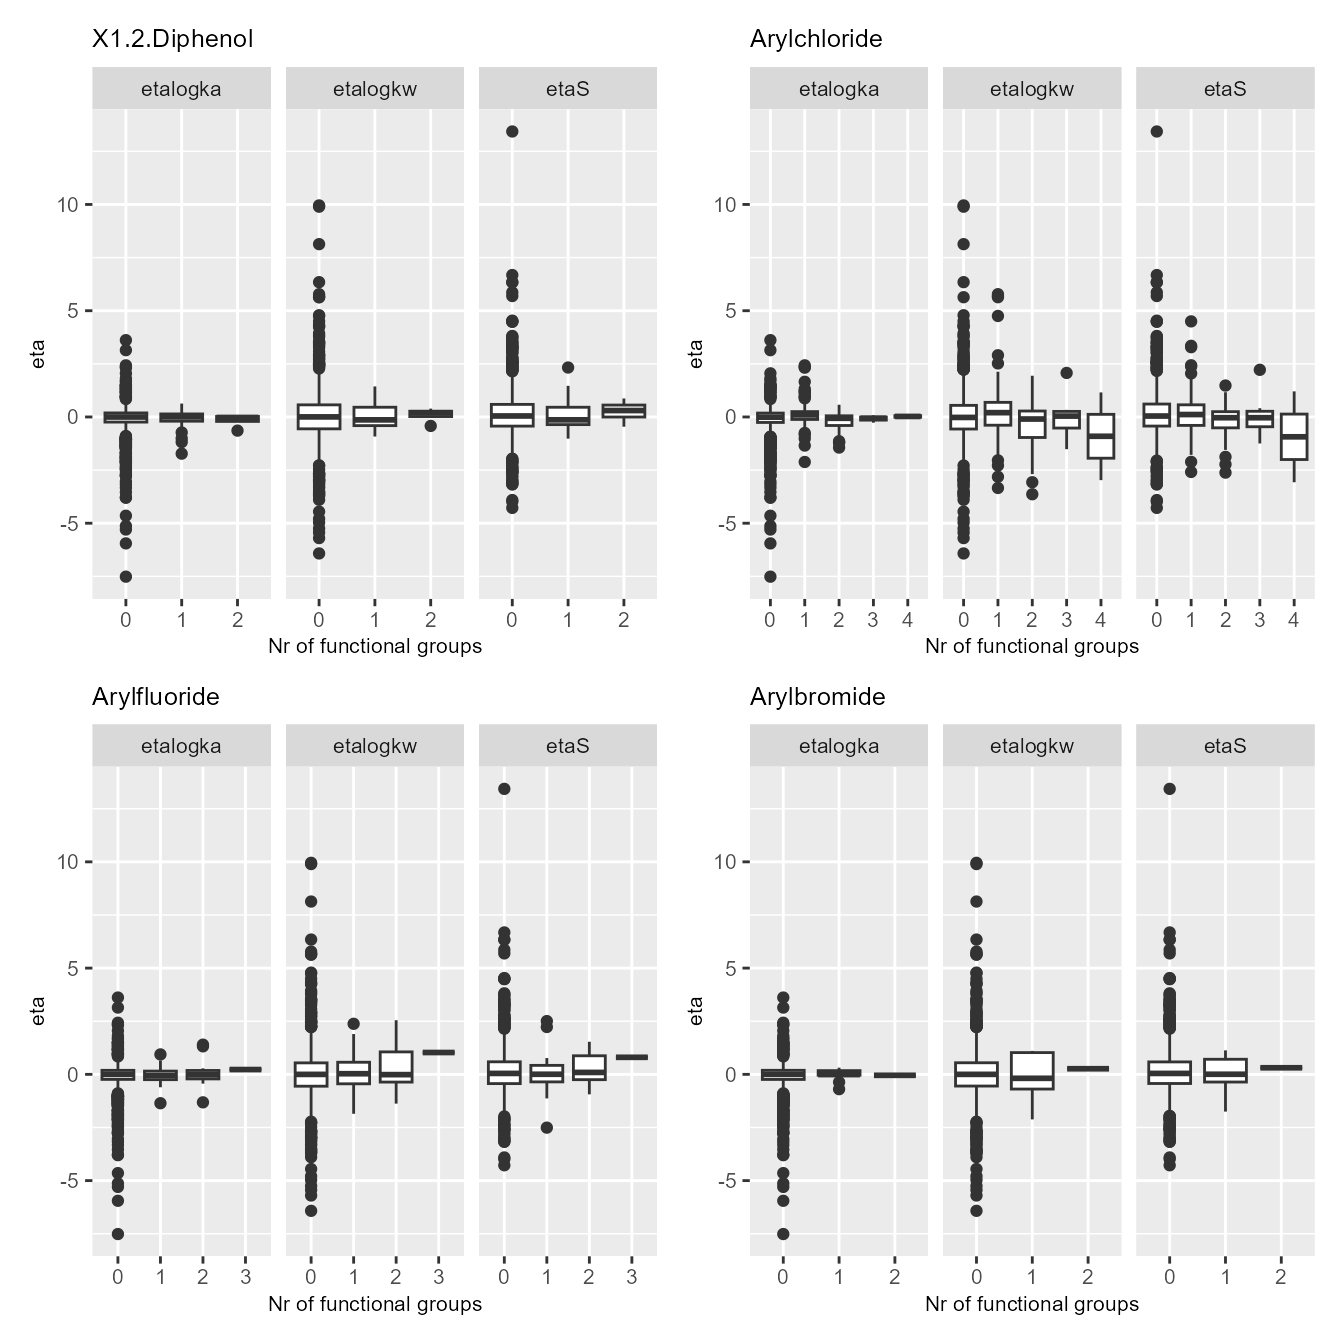 X1.2.Diphenol
etalogka etalogkw etaS
10
5
0
-5
eta
0 1 2 0 1 2 0 1 2
Nr of functional groups
Arylchloride
etalogka etalogkw etaS
10
5
0
-5
eta
0 1 2 3 4 0 1 2 3 4 0 1 2 3 4
Nr of functional groups
Arylfluoride
etalogka etalogkw etaS
10
5
0
-5
eta
0 1 2 3 0 1 2 3 0 1 2 3
Nr of functional groups
Arylbromide
etalogka etalogkw etaS
10
5
0
-5
eta
0 1 2 0 1 2 0 1 2
Nr of functional groups